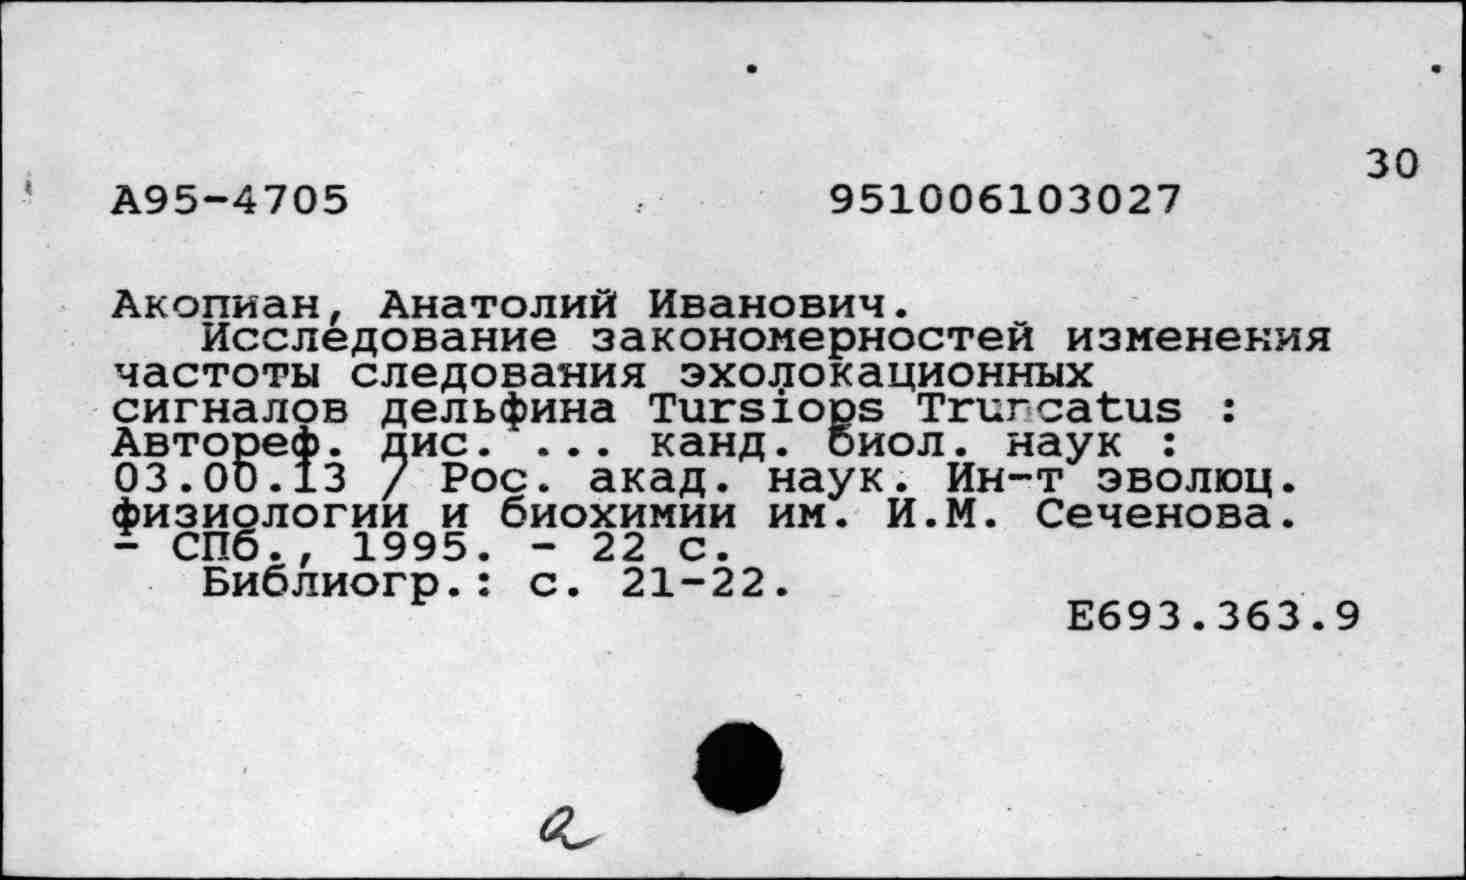 30
А95-4705 951006103027
Акопиан, Анатолий Иванович.
Исследование закономерностей изменения
частоты следования эхолокационных
сигналов дельфина Tursiops Truncatus :
Автореф. дис. ... канд. биол. наук :
03.00.13 / Рос. акад. наук. Ин-т эволюц.
физиологии и биохимии им. И.М. Сеченова.
- СПб., 1995. - 22 с.
Библиогр.: с. 21-22.
Е693.363.9
а